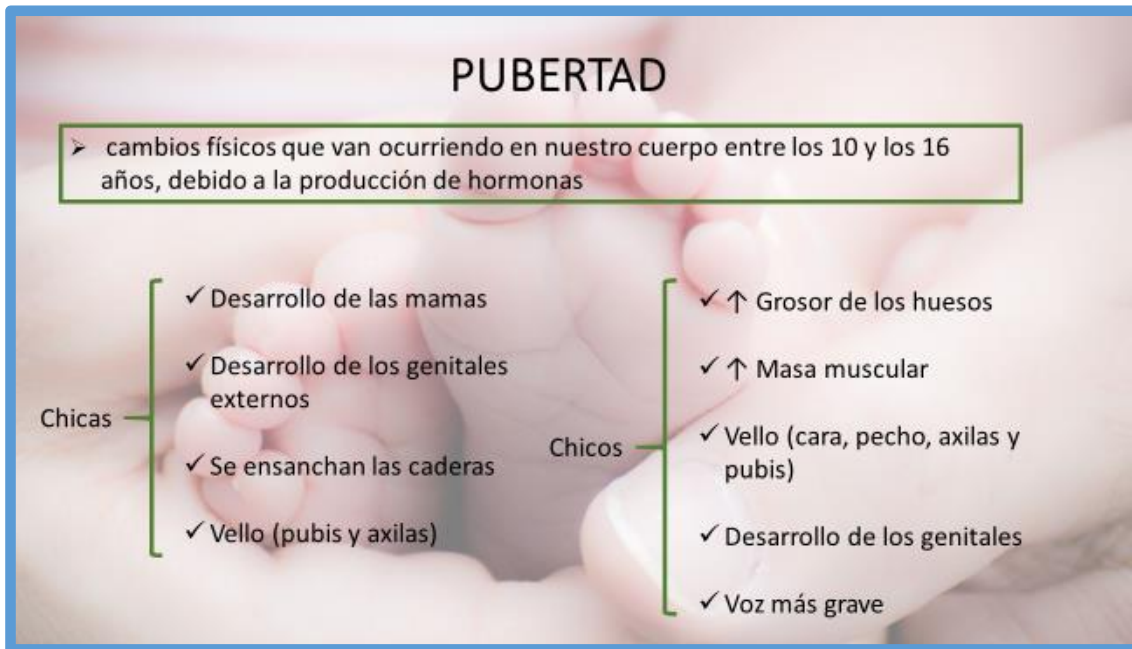 PUBERTAD
➢ cambios físicos que van ocurriendo en nuestro cuerpo entre los 10 y los 16
años, debido a la producción de hormonas
Chicas
✓ Desarrollo de las mamas
✓ Desarrollo de los genitales
externos
✓ Se ensanchan las caderas
✓ Vello (pubis y axilas)
Chicos
✓ ↑ Grosor de los huesos
✓ ↑ Masa muscular
✓ Vello (cara, pecho, axilas y
pubis)
✓ Desarrollo de los genitales
✓ Voz más grave